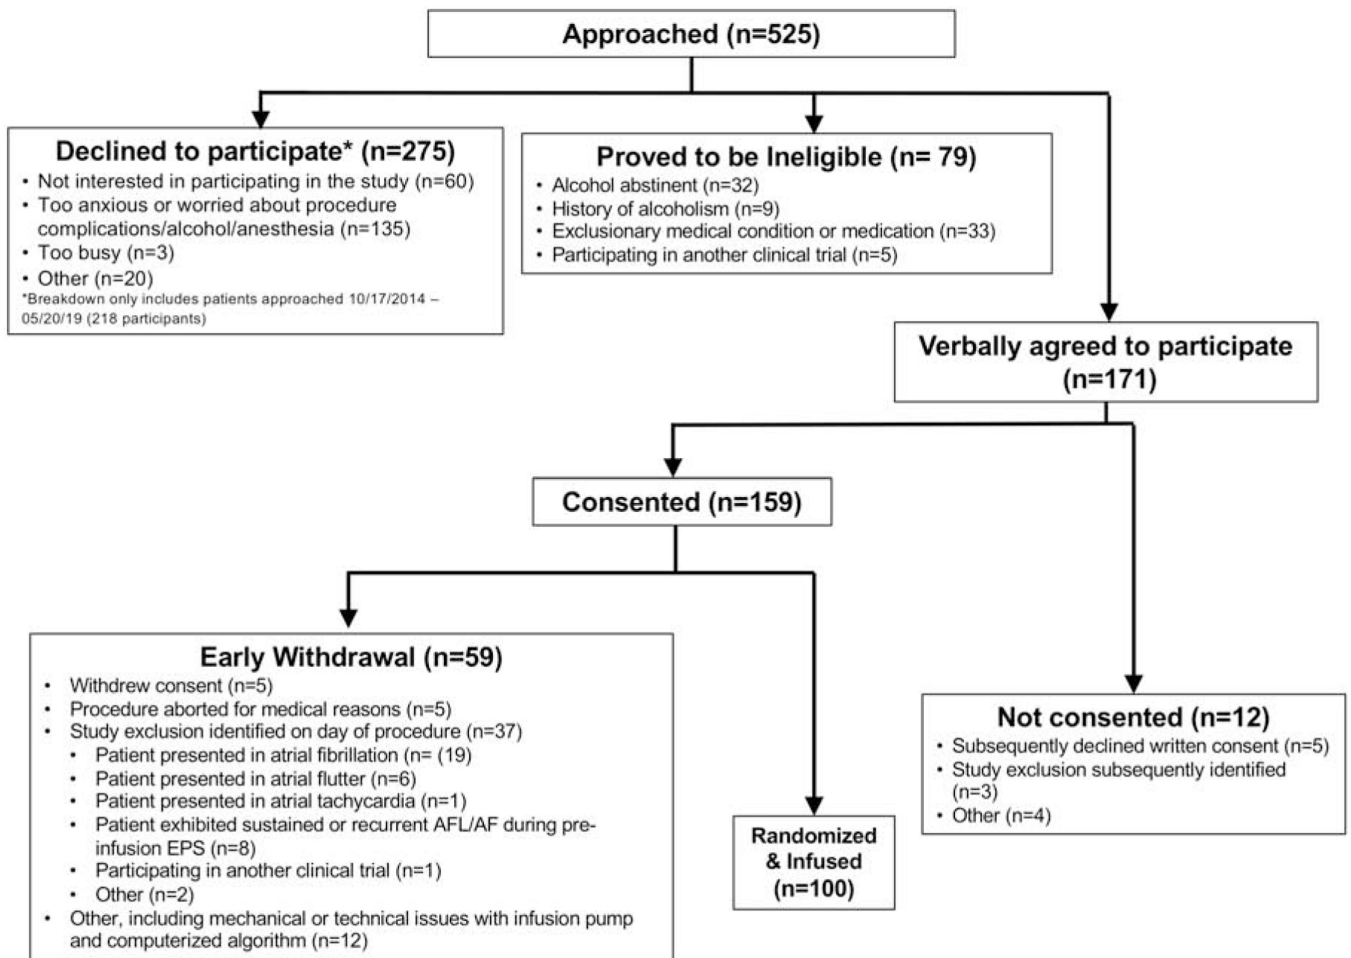 Approached (n=525)
Declined to participate* (n=275)
• Not interested in participating in the study (n=60)
• Too anxious or worried about procedure
complications/alcohol/anesthesia (n=135)
• Too busy (n=3)
• Other (n=20)
*Breakdown only includes patients approached 10/17/2014 –
05/20/19 (218 participants)
Proved to be Ineligible (n= 79)
• Alcohol abstinent (n=32)
• History of alcoholism (n=9)
• Exclusionary medical condition or medication (n=33)
• Participating in another clinical trial (n=5)
Verbally agreed to participate
(n=171)
Consented (n=159)
Early Withdrawal (n=59)
• Withdrew consent (n=5)
• Procedure aborted for medical reasons (n=5)
• Study exclusion identified on day of procedure (n=37)
• Patient presented in atrial fibrillation (n= (19)
• Patient presented in atrial flutter (n=6)
• Patient presented in atrial tachycardia (n=1)
• Patient exhibited sustained or recurrent AFL/AF during pre-
infusion EPS (n=8)
• Participating in another clinical trial (n=1)
• Other (n=2)
• Other, including mechanical or technical issues with infusion pump
and computerized algorithm (n=12)
Randomized
& Infused
(n=100)
Not consented (n=12)
• Subsequently declined written consent (n=5)
• Study exclusion subsequently identified
(n=3)
• Other (n=4)